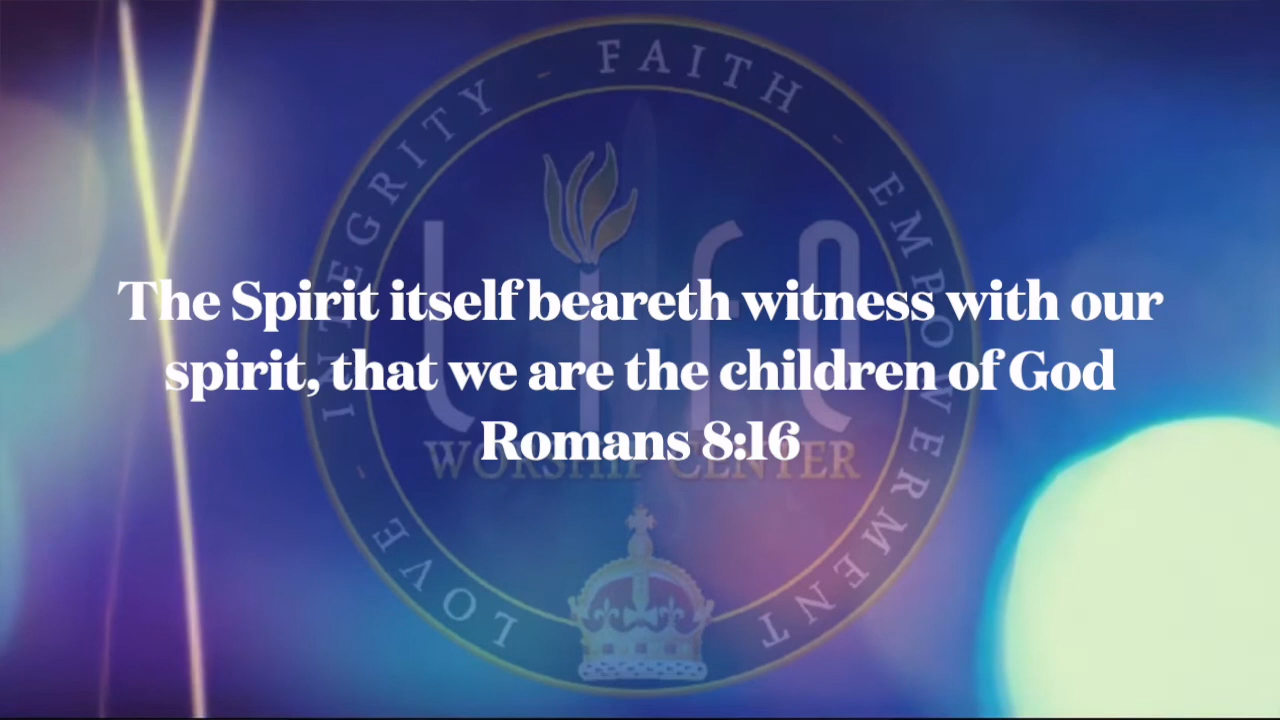 LOVE - INTEGRITY - FAITH - EMPOWERMENT
The Spirit itself beareth witness with our
spirit, that we are the children of God
Romans 8:16
WORSHIP CENTER